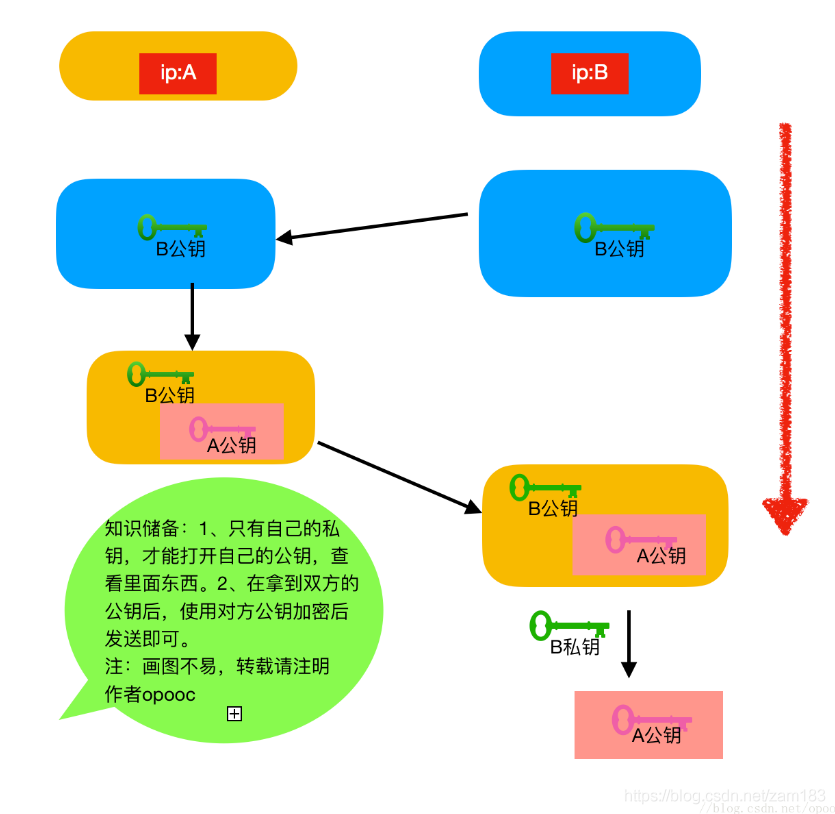 ip:A
ip:B
B公钥
B公钥
B公钥
A公钥
B公钥
A公钥
知识储备：1、只有自己的私
钥，才能打开自己的公钥，查
看里面东西。2、在拿到双方的
公钥后，使用对方公钥加密后
发送即可。
注：画图不易，转载请注明
作者opooc
B私钥
A公钥
https://blog.csdn.net/zam183
//blog.csdn.net/opoo